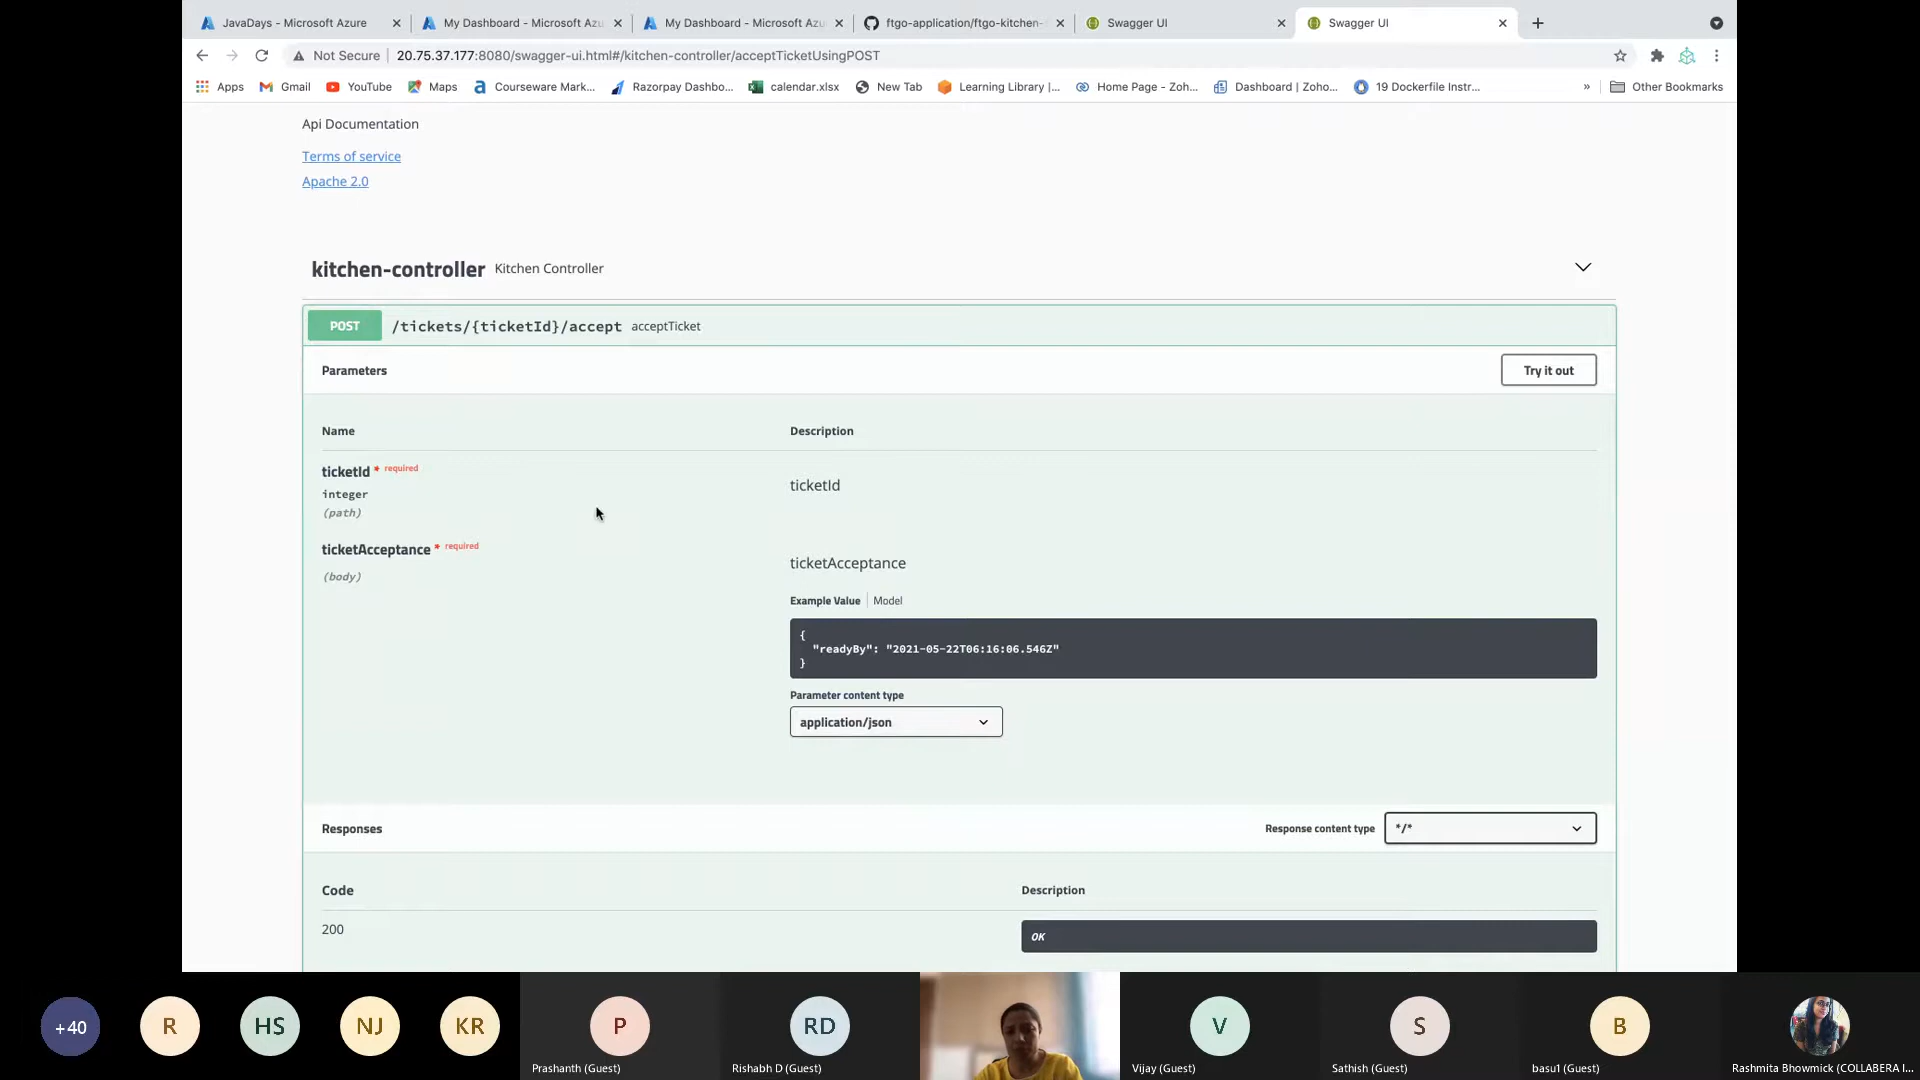 JavaDays - Microsoft Azure
My Dashboard - Microsoft Azu
My Dashboard - Microsoft Azu
ftgo-application/ftgo-kitchen-
Swagger UI
Swagger UI
Not Secure
20.75.37.177:8080/swagger-ui.html#/kitchen-controller/acceptTicketUsingPOST
Apps
Gmail
YouTube
Maps
Courseware Mark...
Razorpay Dashbo...
calendar.xlsx
New Tab
Learning Library |...
Home Page - Zoh...
Dashboard | Zoho...
19 Dockerfile Instr...
»
Other Bookmarks
Api Documentation
Terms of service
Apache 2.0
kitchen-controller Kitchen Controller
POST /tickets/{ticketId}/accept acceptTicket
Parameters
Try it out
Name
Description
ticketId * required
integer
(path)
ticketId
ticketAcceptance * required
(body)
ticketAcceptance
Example Value | Model
{
"readyBy": "2021-05-22T06:16:06.546Z"
}
Parameter content type
application/json
Responses
Response content type
*/*
Code
Description
200
OK
+40
R
HS
NJ
KR
P
Prashanth (Guest)
RD
Rishabh D (Guest)
V
Vijay (Guest)
S
Sathish (Guest)
B
basu1 (Guest)
Rashmita Bhowmick (COLLABERA I...